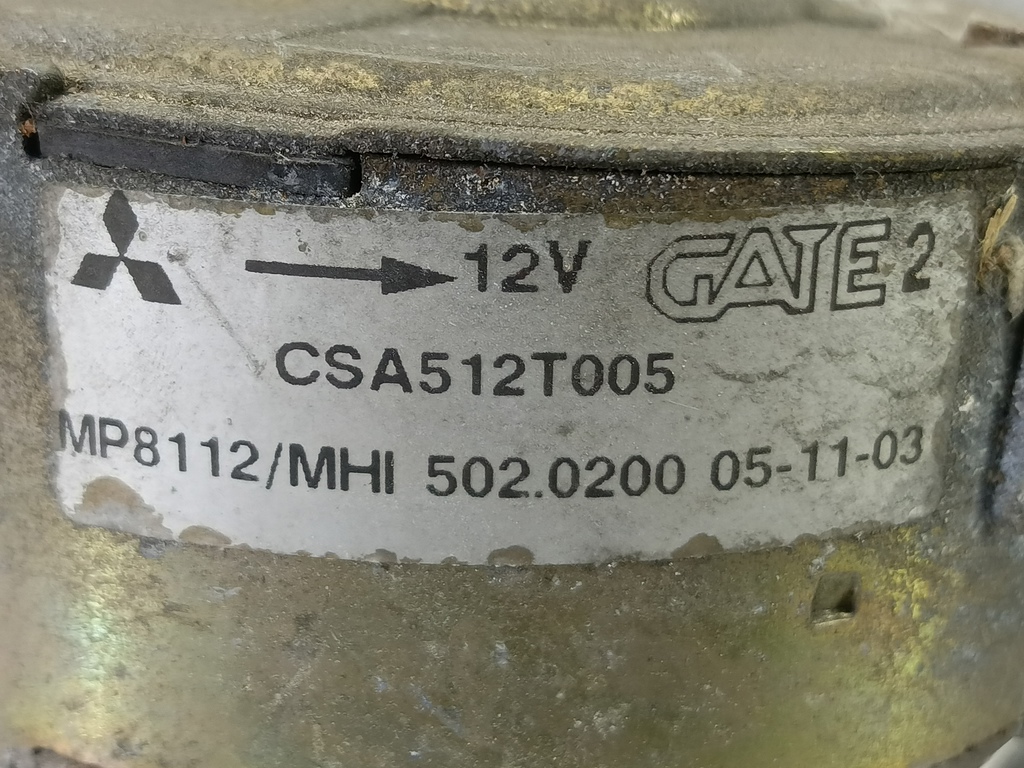 12V GATE 2
CSA512T005
MP8112/MHI 502.0200 05-11-03